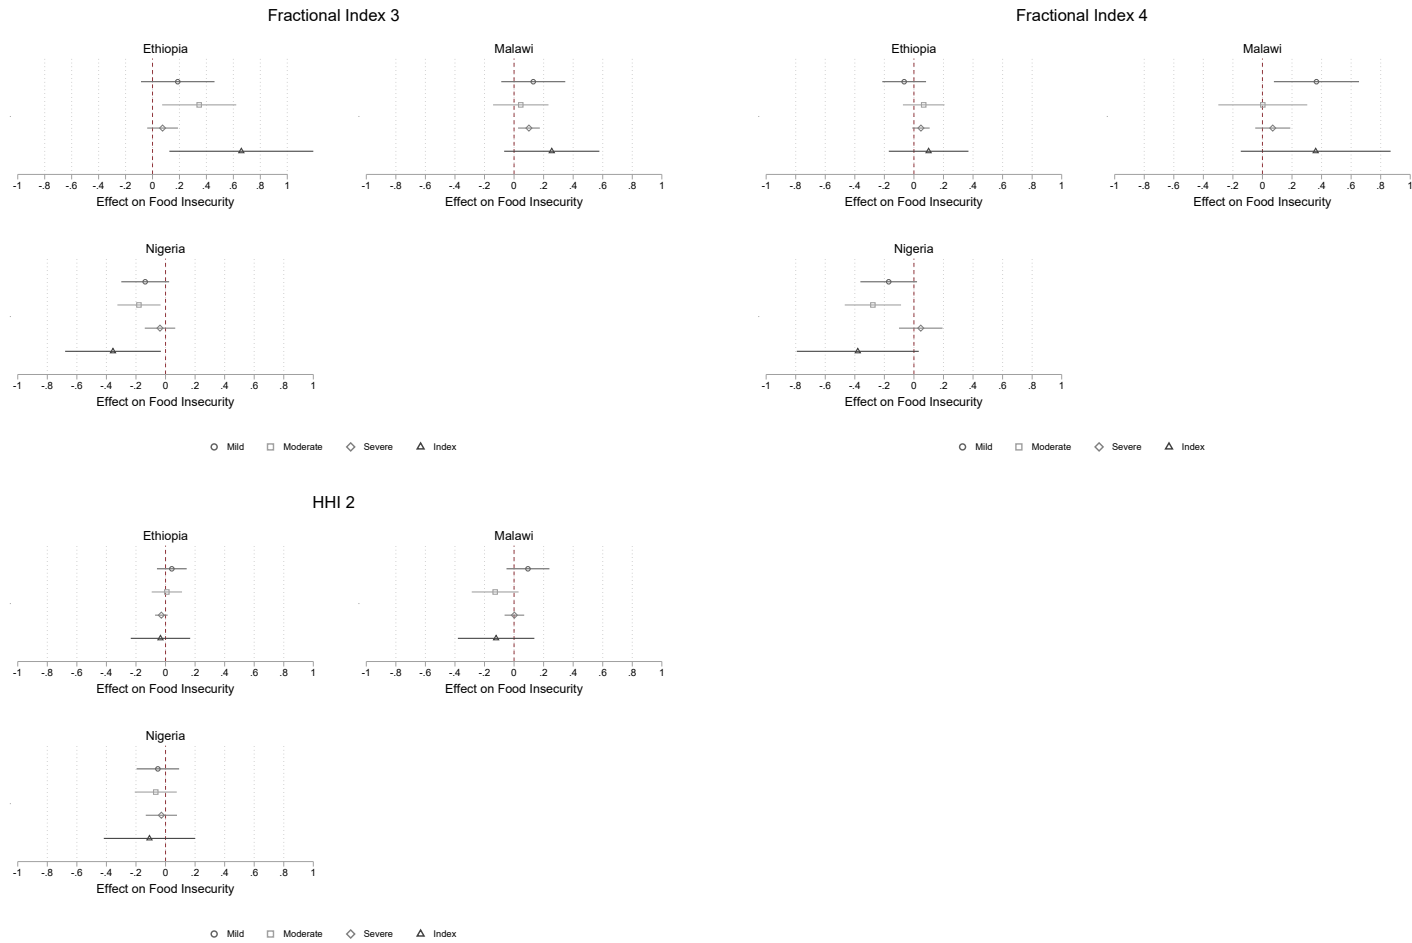 Fractional Index 3
Ethiopia
-1 -.8 -.6 -.4 -.2 0 .2 .4 .6 .8 1
Effect on Food Insecurity
Malawi
-1 -.8 -.6 -.4 -.2 0 .2 .4 .6 .8 1
Effect on Food Insecurity
Nigeria
-1 -.8 -.6 -.4 -.2 0 .2 .4 .6 .8 1
Effect on Food Insecurity
Mild Moderate Severe Index
Fractional Index 4
Ethiopia
-1 -.8 -.6 -.4 -.2 0 .2 .4 .6 .8 1
Effect on Food Insecurity
Malawi
-1 -.8 -.6 -.4 -.2 0 .2 .4 .6 .8 1
Effect on Food Insecurity
Nigeria
-1 -.8 -.6 -.4 -.2 0 .2 .4 .6 .8 1
Effect on Food Insecurity
Mild Moderate Severe Index
HHI 2
Ethiopia
-1 -.8 -.6 -.4 -.2 0 .2 .4 .6 .8 1
Effect on Food Insecurity
Malawi
-1 -.8 -.6 -.4 -.2 0 .2 .4 .6 .8 1
Effect on Food Insecurity
Nigeria
-1 -.8 -.6 -.4 -.2 0 .2 .4 .6 .8 1
Effect on Food Insecurity
Mild Moderate Severe Index